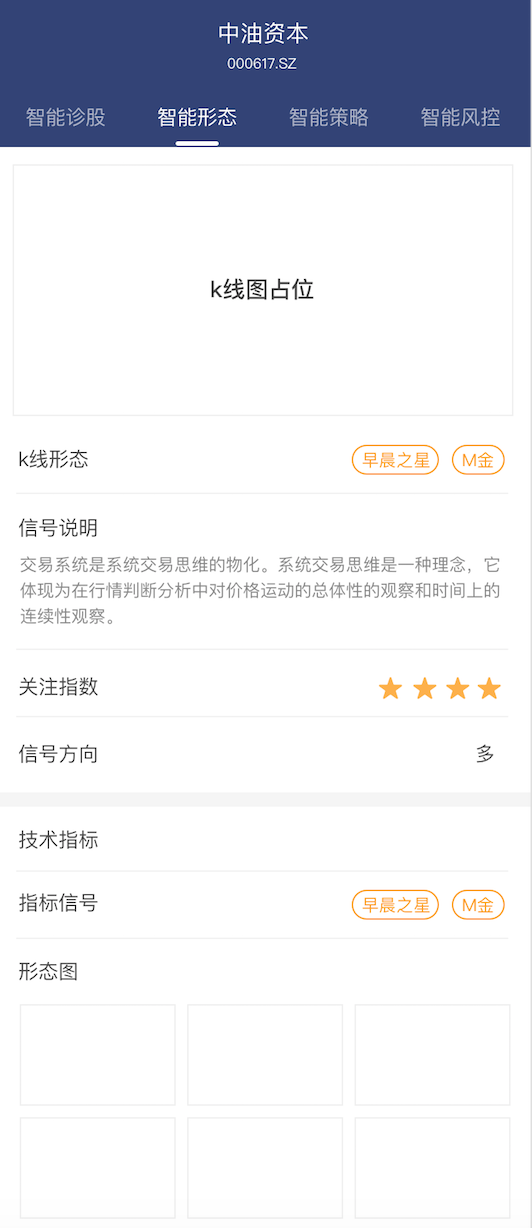 中油资本
000617.SZ
智能诊股 智能形态 智能策略 智能风控
k线图占位
k线形态 早晨之星 M金
信号说明
交易系统是系统交易思维的物化。系统交易思维是一种理念，它
体现为在行情判断分析中对价格运动的总体性的观察和时间上的
连续性观察。
关注指数
信号方向 多
技术指标
指标信号 早晨之星 M金
形态图